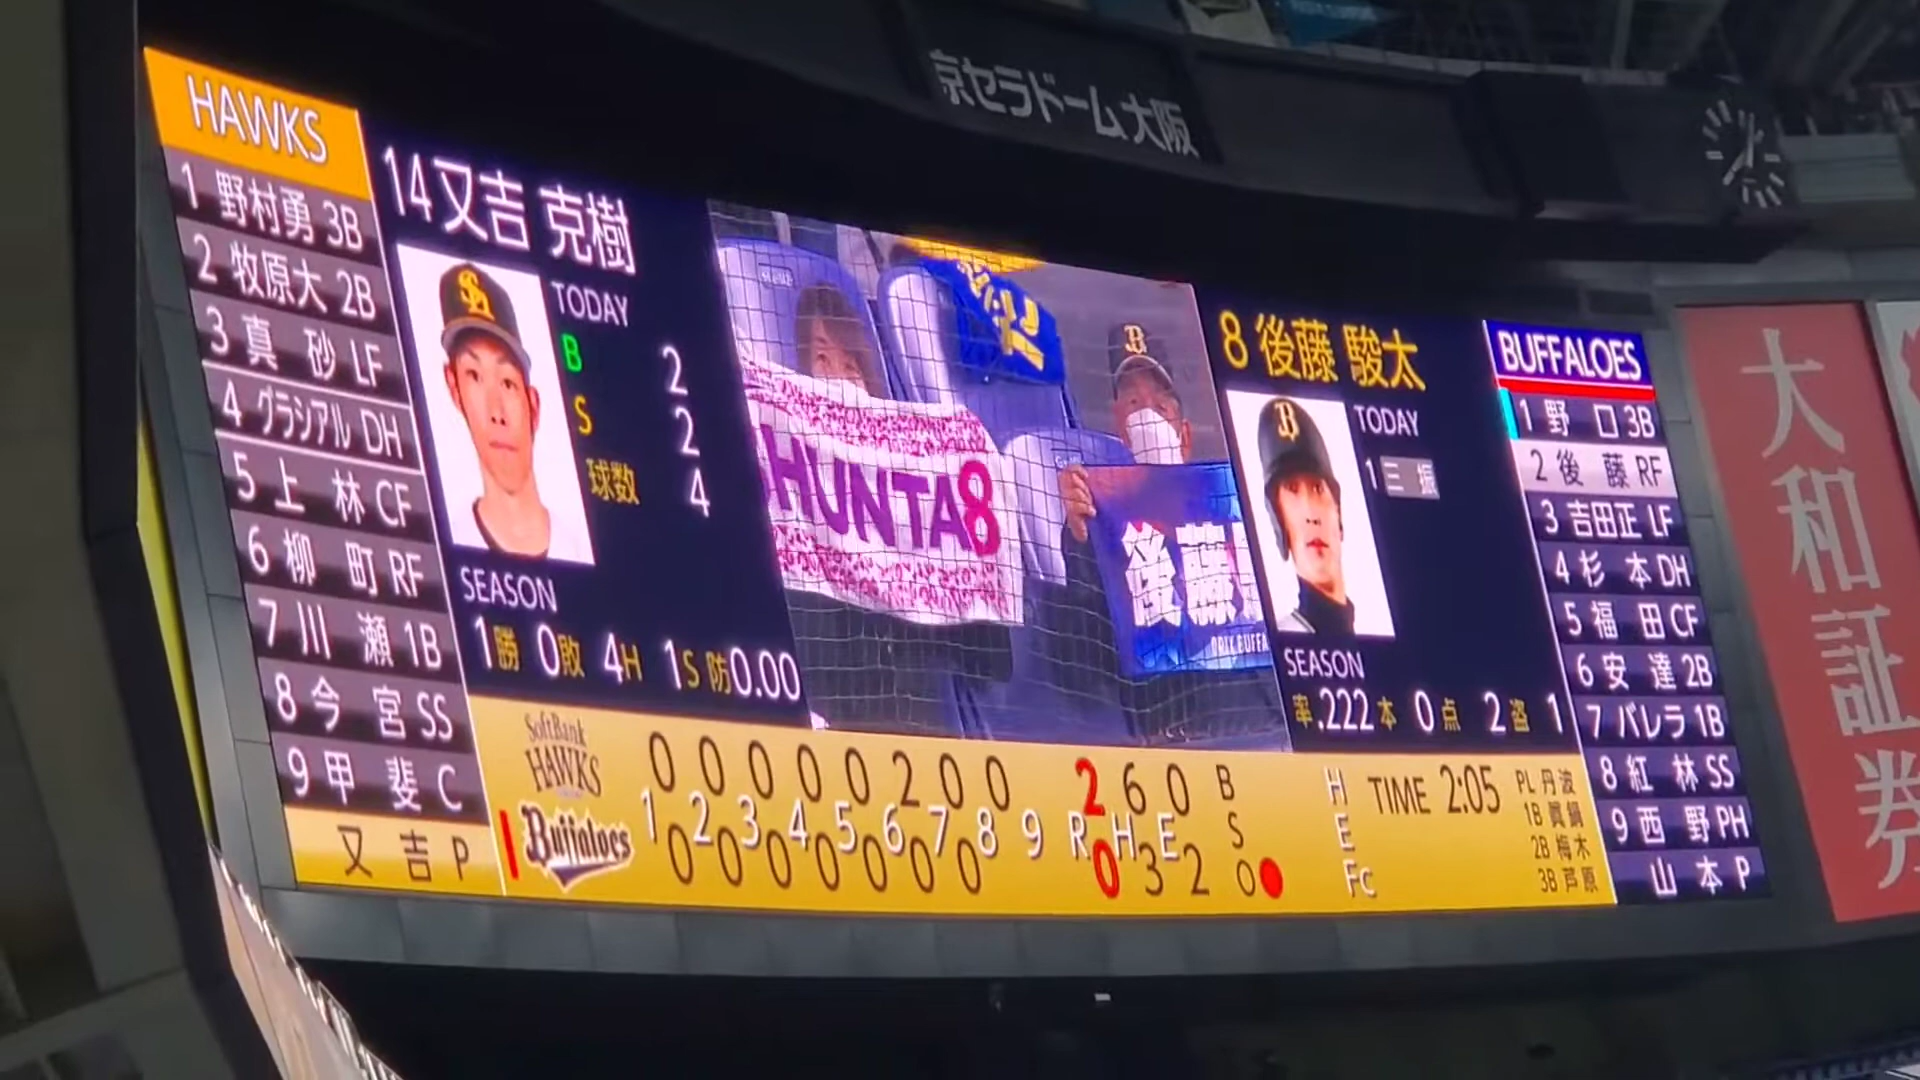 京セラドーム大阪
HAWKS
1 野村勇 3B
2 牧原大 2B
3 真 砂 LF
4 グラシアル DH
5 上 林 CF
6 柳 町 RF
7 川 瀬 1B
8 今 宮 SS
9 甲 斐 C
又 吉 P
14 又吉 克樹
TODAY
B 2
S 2
球数 4
SEASON
1勝 0敗 4H 1S 防0.00
SHUNTA8
後藤
8 後藤 駿太
TODAY
1 三 振
SEASON
率.222 本 0 点 2 盗 1
BUFFALOES
1 野 口 3B
2 後 藤 RF
3 吉田正 LF
4 杉 本 DH
5 福 田 CF
6 安 達 2B
7 バレラ 1B
8 紅 林 SS
9 西 野 PH
山 本 P
SoftBank HAWKS 0 0 0 0 2 0 0 2 6 0
1 2 3 4 5 6 7 8 9 R H E
Buffaloes 0 0 0 0 0 0 0 0 3 2
B
S
O
H
E
Fc
TIME 2:05
PL 丹波
1B 眞鍋
2B 梅木
3B 芦原
大和証券